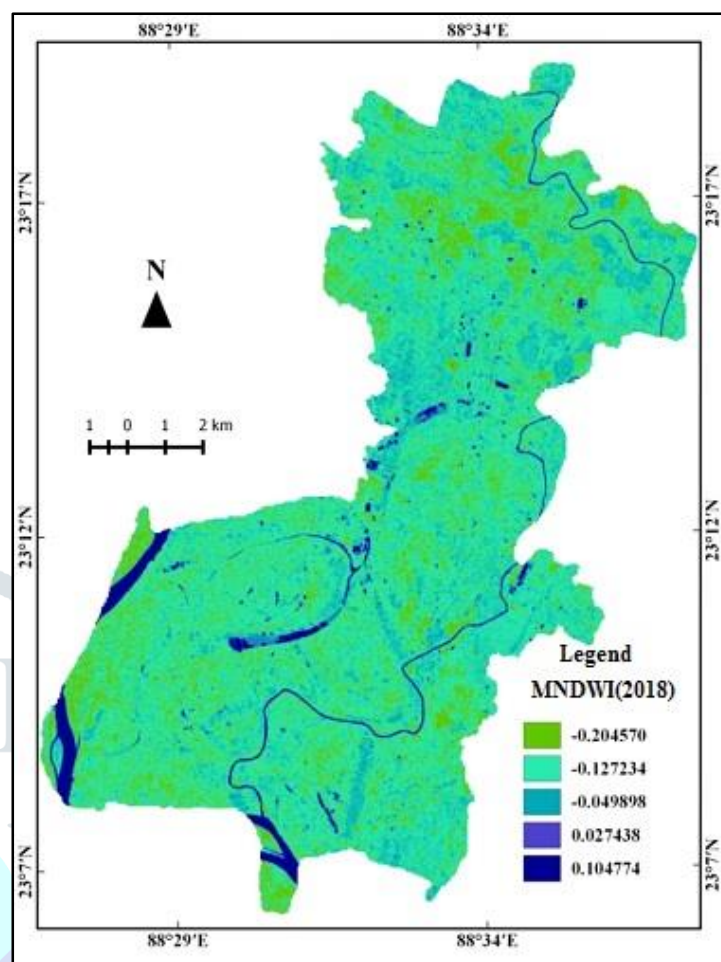 88°29'E 88°34'E
23°17'N 23°17'N
N
1 0 1 2 km
23°12'N 23°12'N
Legend
MNDWI(2018)
-0.204570
-0.127234
-0.049898
0.027438
0.104774
23°7'N 23°7'N
88°29'E 88°34'E